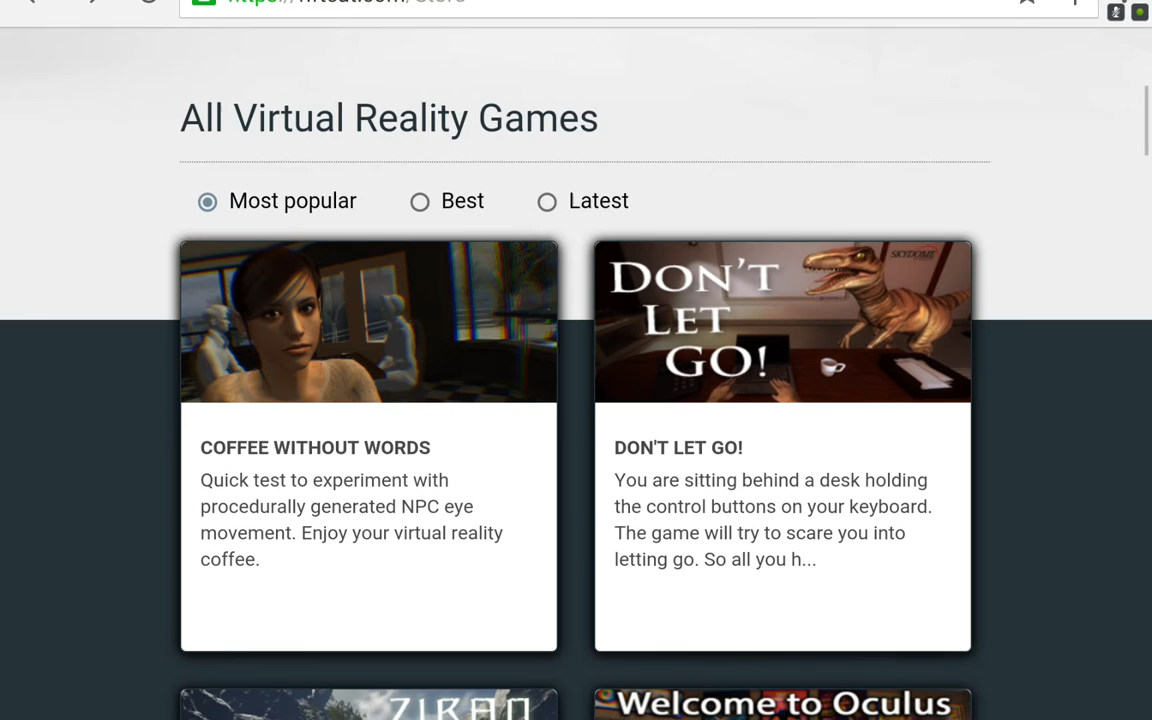 All Virtual Reality Games
Most popular
Best
Latest
SKYDOME
DON'T
LET
GO!
COFFEE WITHOUT WORDS
Quick test to experiment with
procedurally generated NPC eye
movement. Enjoy your virtual reality
coffee.
DON'T LET GO!
You are sitting behind a desk holding
the control buttons on your keyboard.
The game will try to scare you into
letting go. So all you h...
ZIRAN
Welcome to Oculus